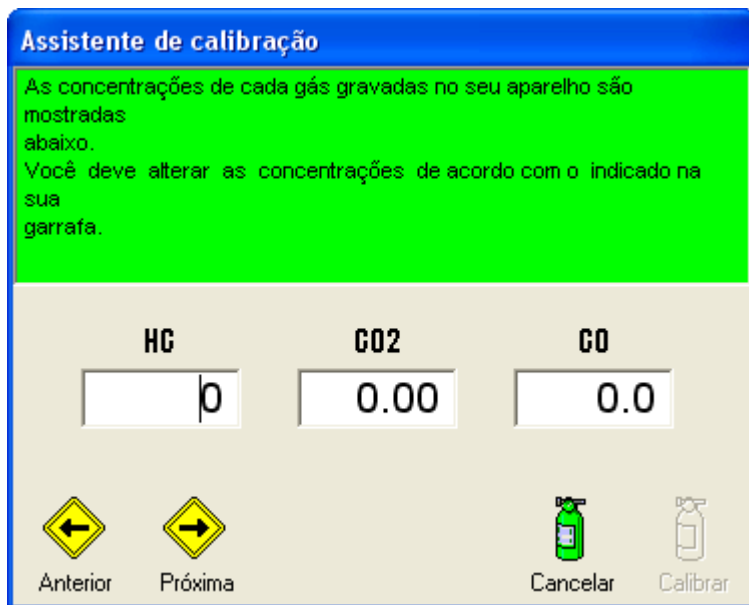 Assistente de calibração
As concentrações de cada gás gravadas no seu aparelho são
mostradas
abaixo.
Você deve alterar as concentrações de acordo com o indicado na
sua
garrafa.
HC CO2 CO
0 0.00 0.0
Anterior Próxima Cancelar Calibrar